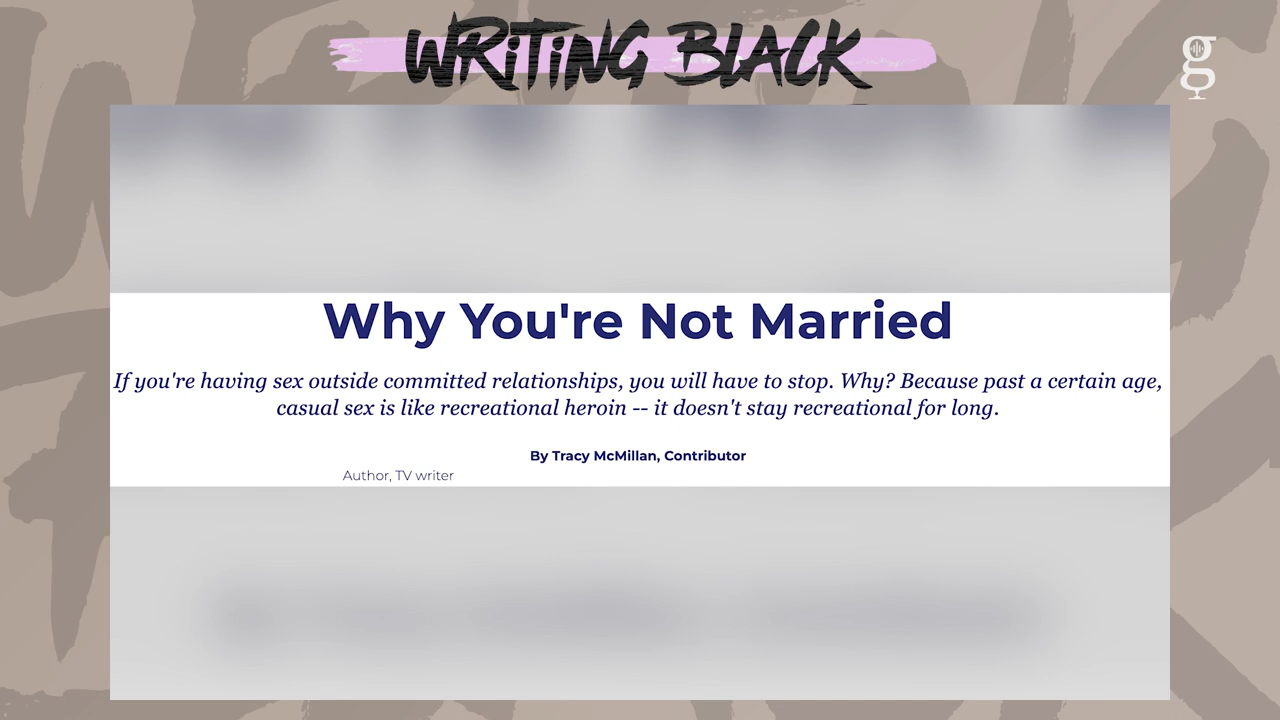 WRiTiNG BLACK
g
Why You're Not Married
If you're having sex outside committed relationships, you will have to stop. Why? Because past a certain age,
casual sex is like recreational heroin -- it doesn't stay recreational for long.
By Tracy McMillan, Contributor
Author, TV writer